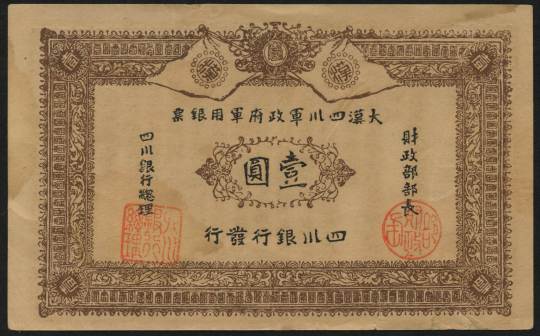 大漢四川軍政府軍用銀票
壹圓
四川銀行發行
財政部部長
四川銀行總理